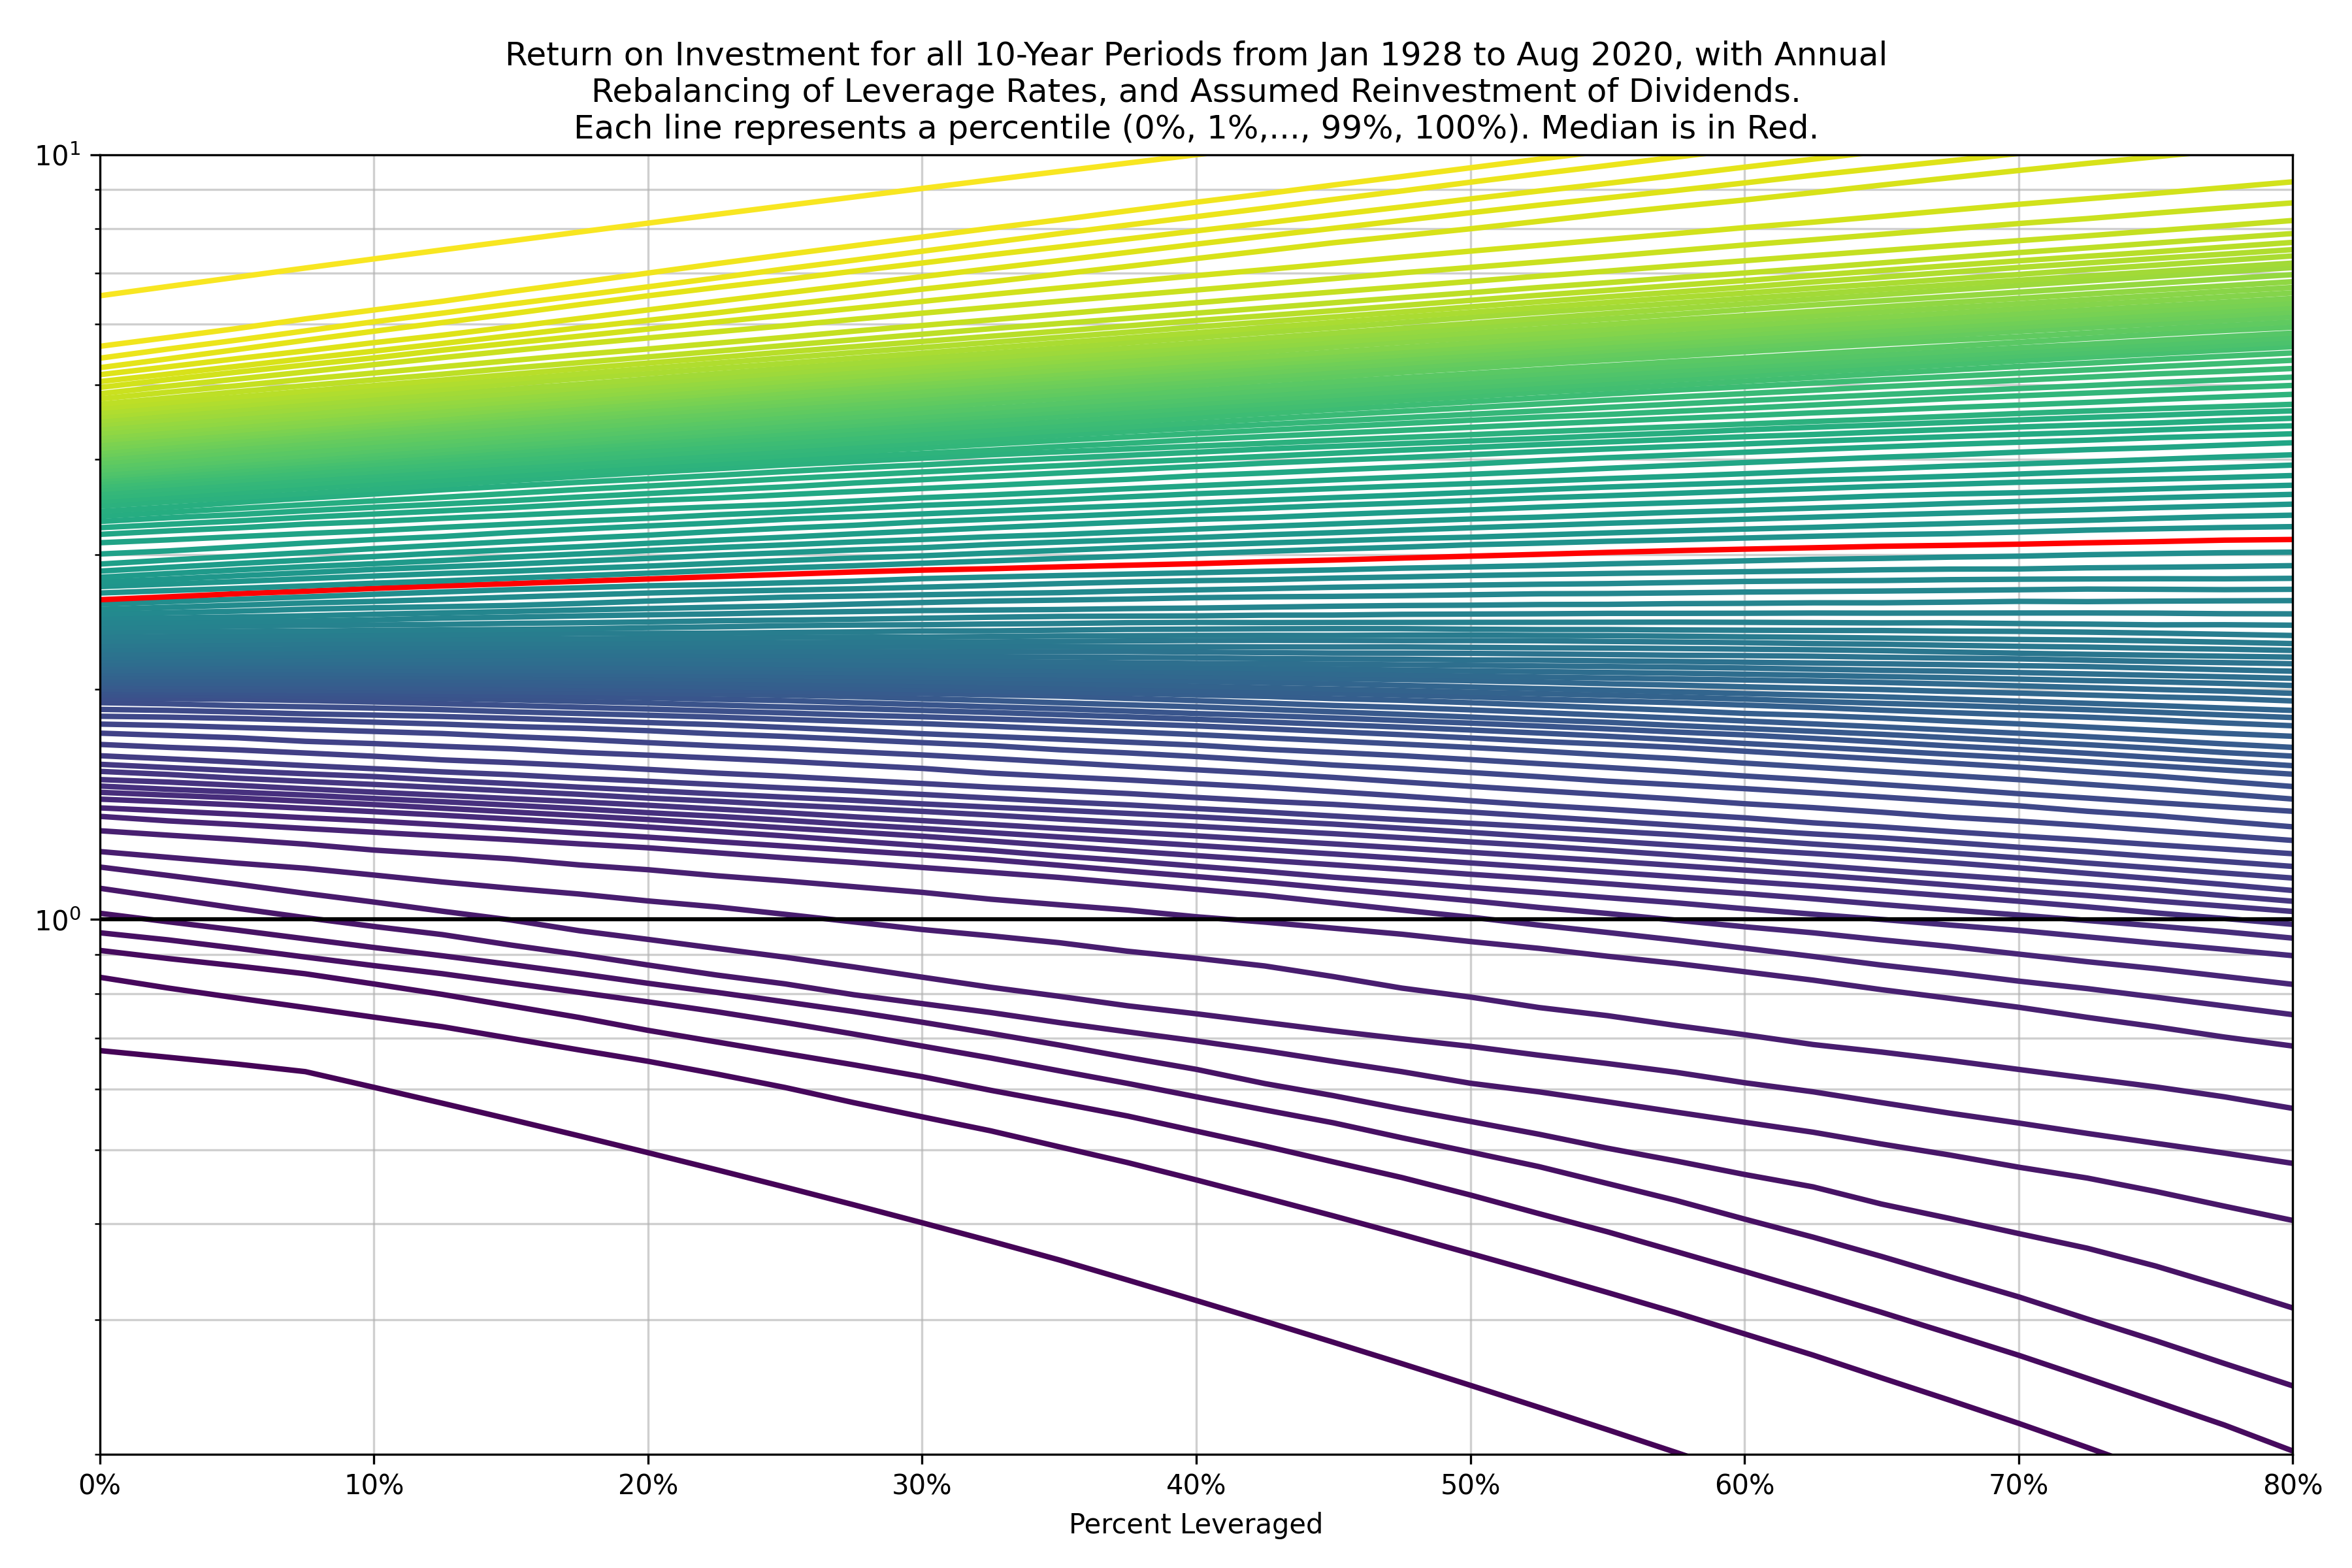 Return on Investment for all 10-Year Periods from Jan 1928 to Aug 2020, with Annual
Rebalancing of Leverage Rates, and Assumed Reinvestment of Dividends.
Each line represents a percentile (0%, 1%,..., 99%, 100%). Median is in Red.
10¹
10⁰
0% 10% 20% 30% 40% 50% 60% 70% 80%
Percent Leveraged